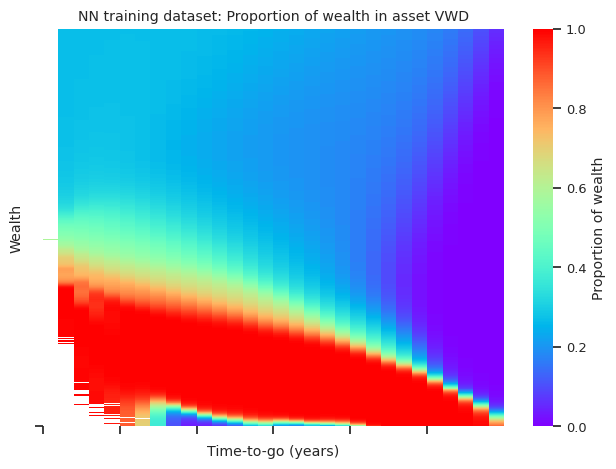 NN training dataset: Proportion of wealth in asset VWD
Wealth
Time-to-go (years)
1.0
0.8
0.6
0.4
0.2
0.0
Proportion of wealth